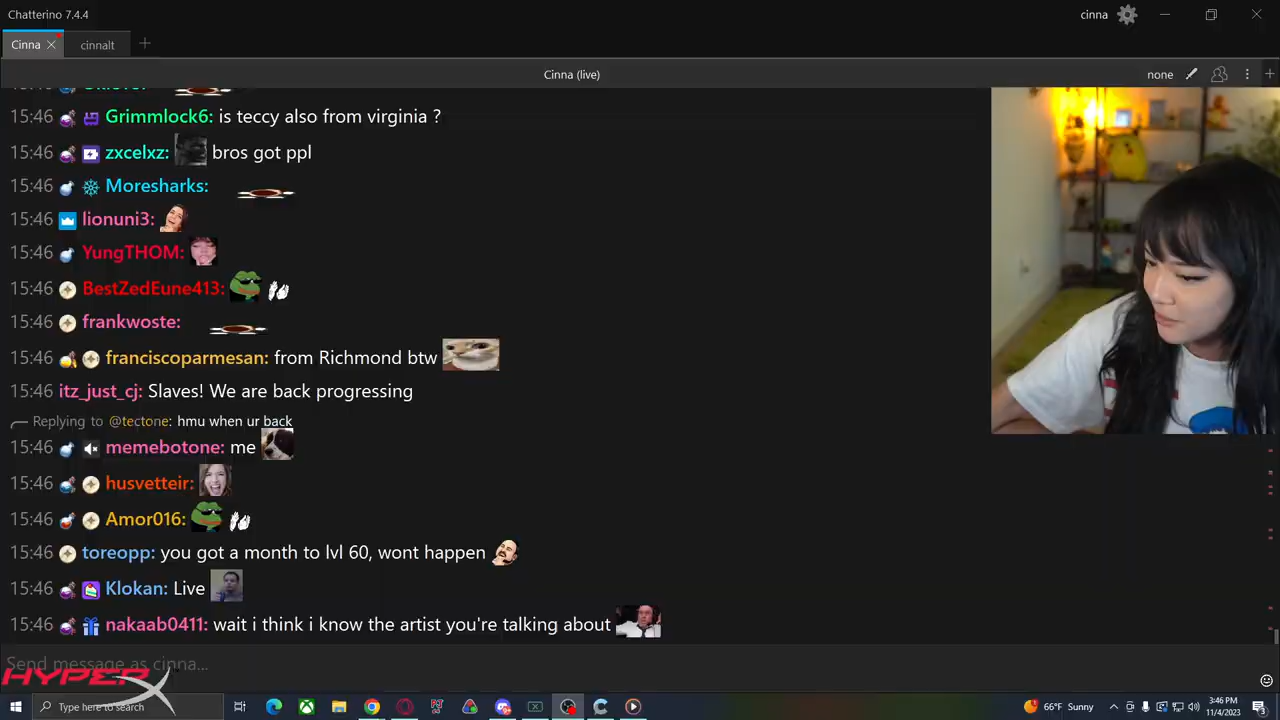 Chatterino 7.4.4
cinna
Cinna
cinnalt
Cinna (live)
none
15:46 Grimmlock6: is teccy also from virginia ?
15:46 zxcelxz: bros got ppl
15:46 Moresharks:
15:46 lionuni3:
15:46 YungTHOM:
15:46 BestZedEune413:
15:46 frankwoste:
15:46 franciscoparmesan: from Richmond btw
15:46 itz_just_cj: Slaves! We are back progressing
Replying to @tectone: hmu when ur back
15:46 memebotone: me
15:46 husvetteir:
15:46 Amor016:
15:46 toreopp: you got a month to lvl 60, wont happen
15:46 Klokan: Live
15:46 nakaab0411: wait i think i know the artist you're talking about
Send message as cinna...
HYPERX
Type here to search
66°F Sunny
3:46 PM
11/4/2023